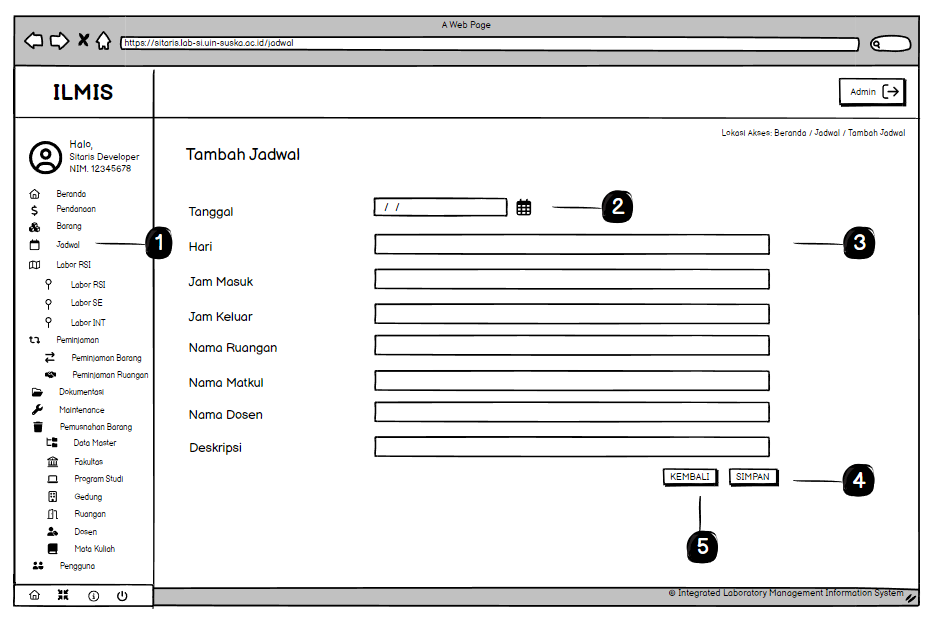 A Web Page
https://sitaris.lab-si.uin-suska.ac.id/jadwal
ILMIS
Admin
Halo,
Sitaris Developer
NIM. 12345678
Lokasi Akses: Beranda / Jadwal / Tambah Jadwal
Tambah Jadwal
Beranda
Pendanaan
Barang
Jadwal
1
Labor RSI
Labor RSI
Labor SE
Labor INT
Peminjaman
Peminjaman Barang
Peminjaman Ruangan
Dokumentasi
Maintenance
Pemusnahan Barang
Data Master
Fakultas
Program Studi
Gedung
Ruangan
Dosen
Mata Kuliah
Pengguna
Tanggal
/ /
2
Hari
3
Jam Masuk
Jam Keluar
Nama Ruangan
Nama Matkul
Nama Dosen
Deskripsi
KEMBALI
SIMPAN
4
5
© Integrated Laboratory Management Information System